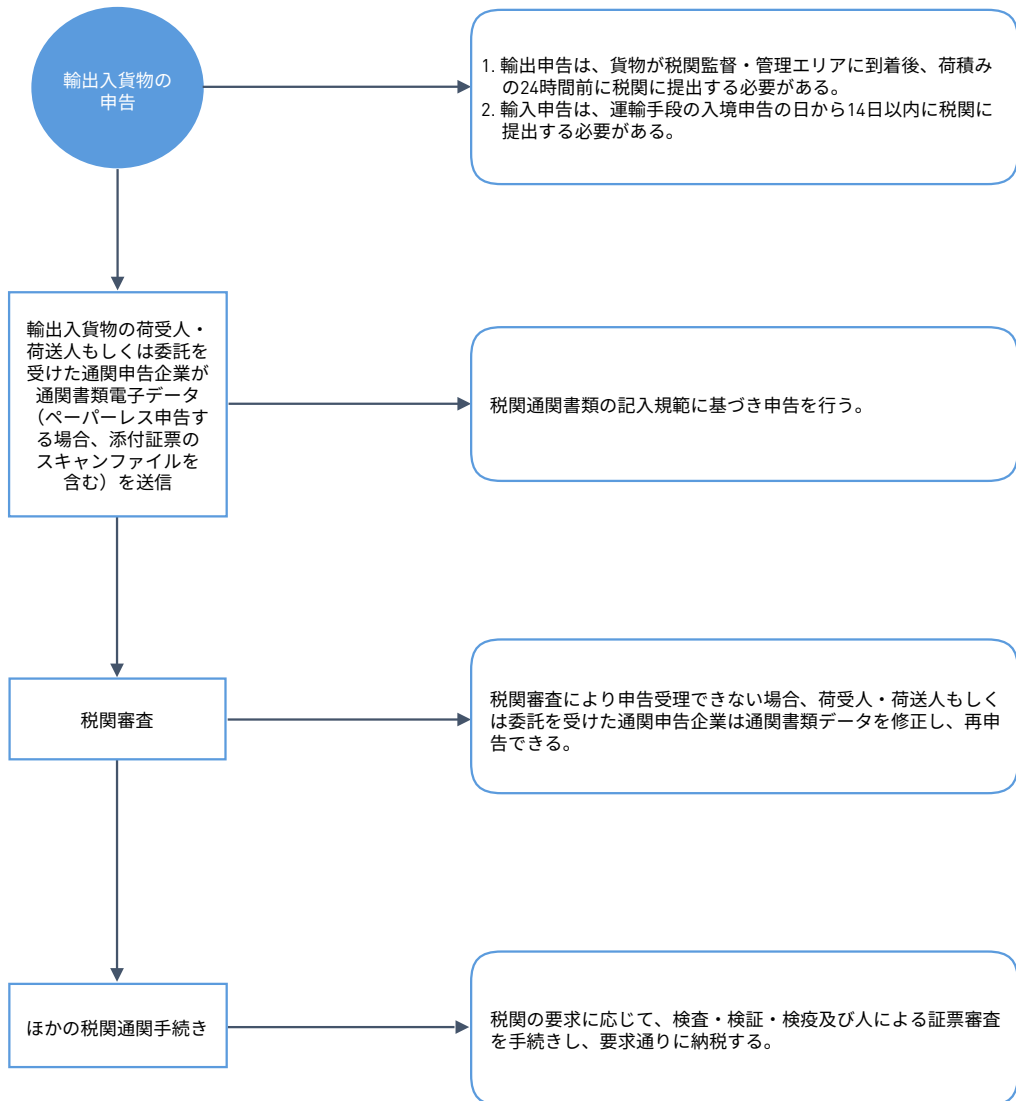 輸出入貨物の
申告
1. 輸出申告は、貨物が税関監督・管理エリアに到着後、荷積み
の24時間前に税関に提出する必要がある。
2. 輸入申告は、運輸手段の入境申告の日から14日以内に税関に
提出する必要がある。
輸出入貨物の荷受人・
荷送人もしくは委託を
受けた通関申告企業が
通関書類電子データ
（ペーパーレス申告す
る場合、添付証票の
スキャンファイルを
含む）を送信
税関通関書類の記入規範に基づき申告を行う。
税関審査
税関審査により申告受理できない場合、荷受人・荷送人もしく
は委託を受けた通関申告企業は通関書類データを修正し、再申
告できる。
ほかの税関通関手続き
税関の要求に応じて、検査・検証・検疫及び人による証票審査
を手続きし、要求通りに納税する。